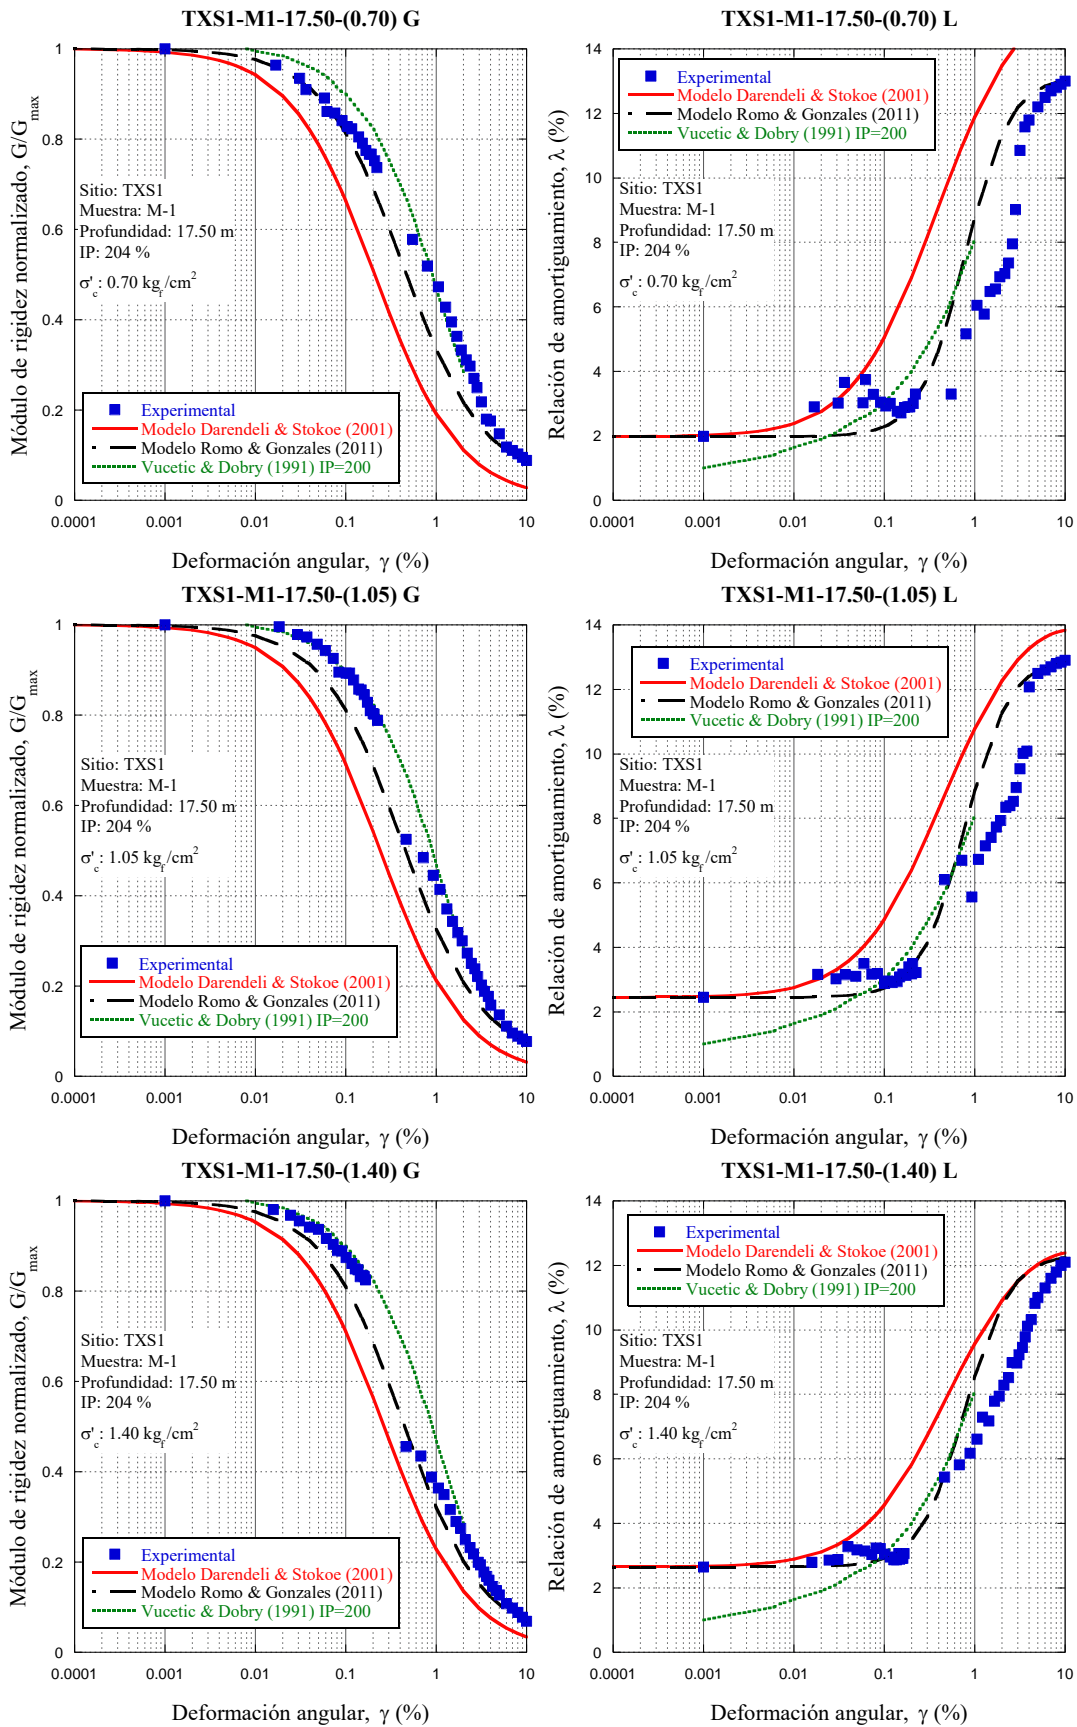 TXS1-M1-17.50-(0.70) G
Módulo de rigidez normalizado, G/Gmax
1
0.8
0.6
0.4
0.2
0
Sitio: TXS1
Muestra: M-1
Profundidad: 17.50 m
IP: 204 %
σ'c: 0.70 kgf/cm²
Experimental
Modelo Darendeli & Stokoe (2001)
Modelo Romo & Gonzales (2011)
Vucetic & Dobry (1991) IP=200
0.0001 0.001 0.01 0.1 1 10
Deformación angular, γ (%)
TXS1-M1-17.50-(0.70) L
Relación de amortiguamiento, λ (%)
14
12
10
8
6
4
2
0
Experimental
Modelo Darendeli & Stokoe (2001)
Modelo Romo & Gonzales (2011)
Vucetic & Dobry (1991) IP=200
Sitio: TXS1
Muestra: M-1
Profundidad: 17.50 m
IP: 204 %
σ'c: 0.70 kgf/cm²
0.0001 0.001 0.01 0.1 1 10
Deformación angular, γ (%)
TXS1-M1-17.50-(1.05) G
Módulo de rigidez normalizado, G/Gmax
1
0.8
0.6
0.4
0.2
0
Sitio: TXS1
Muestra: M-1
Profundidad: 17.50 m
IP: 204 %
σ'c: 1.05 kgf/cm²
Experimental
Modelo Darendeli & Stokoe (2001)
Modelo Romo & Gonzales (2011)
Vucetic & Dobry (1991) IP=200
0.0001 0.001 0.01 0.1 1 10
Deformación angular, γ (%)
TXS1-M1-17.50-(1.05) L
Relación de amortiguamiento, λ (%)
14
12
10
8
6
4
2
0
Experimental
Modelo Darendeli & Stokoe (2001)
Modelo Romo & Gonzales (2011)
Vucetic & Dobry (1991) IP=200
Sitio: TXS1
Muestra: M-1
Profundidad: 17.50 m
IP: 204 %
σ'c: 1.05 kgf/cm²
0.0001 0.001 0.01 0.1 1 10
Deformación angular, γ (%)
TXS1-M1-17.50-(1.40) G
Módulo de rigidez normalizado, G/Gmax
1
0.8
0.6
0.4
0.2
0
Sitio: TXS1
Muestra: M-1
Profundidad: 17.50 m
IP: 204 %
σ'c: 1.40 kgf/cm²
Experimental
Modelo Darendeli & Stokoe (2001)
Modelo Romo & Gonzales (2011)
Vucetic & Dobry (1991) IP=200
0.0001 0.001 0.01 0.1 1 10
Deformación angular, γ (%)
TXS1-M1-17.50-(1.40) L
Relación de amortiguamiento, λ (%)
14
12
10
8
6
4
2
0
Experimental
Modelo Darendeli & Stokoe (2001)
Modelo Romo & Gonzales (2011)
Vucetic & Dobry (1991) IP=200
Sitio: TXS1
Muestra: M-1
Profundidad: 17.50 m
IP: 204 %
σ'c: 1.40 kgf/cm²
0.0001 0.001 0.01 0.1 1 10
Deformación angular, γ (%)